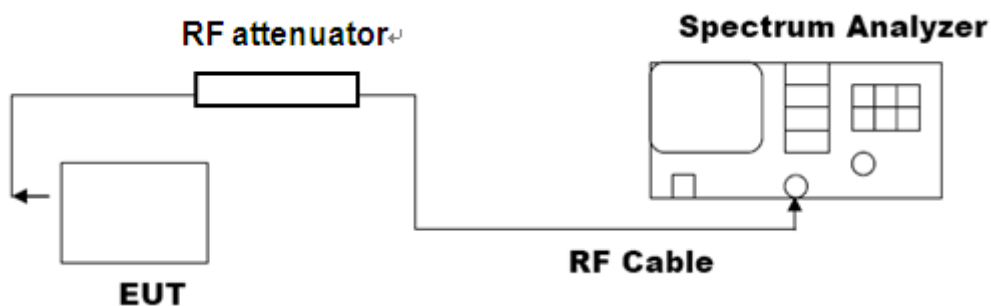 RF attenuator↵
Spectrum Analyzer
RF Cable
EUT